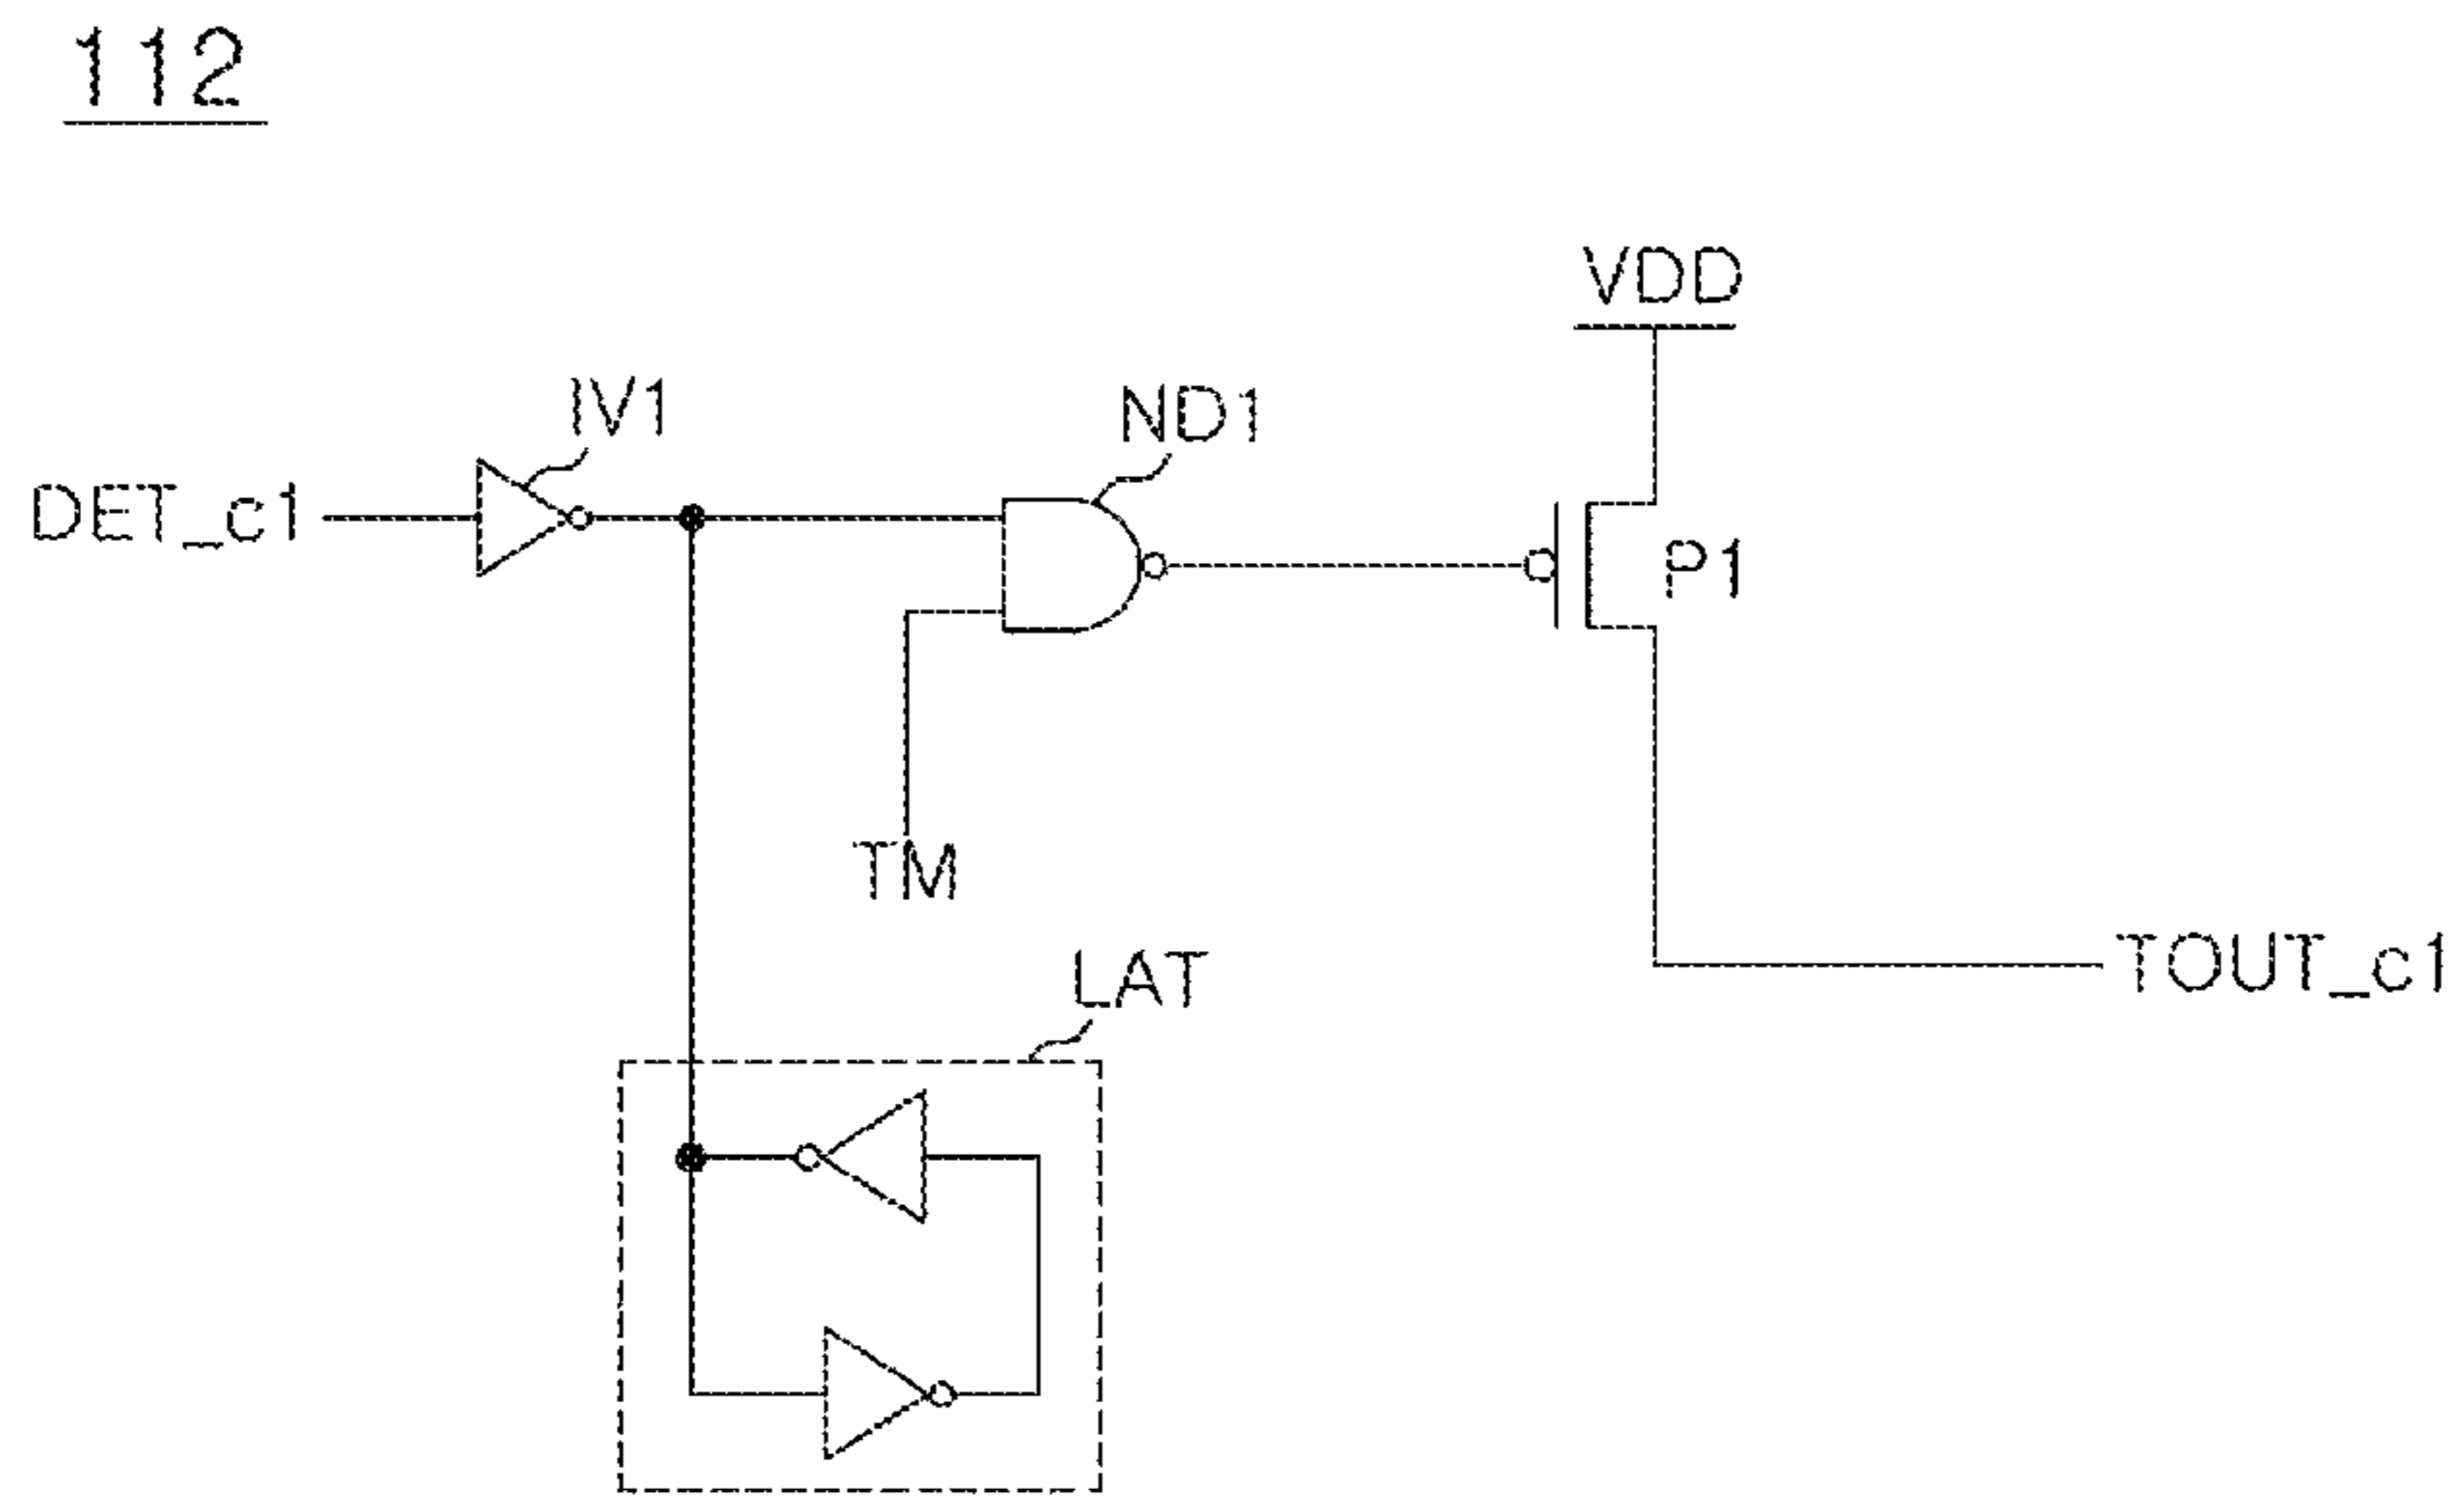 112
VDD
IV1
ND1
DET_c1
P1
TM
LAT
TOUT_c1